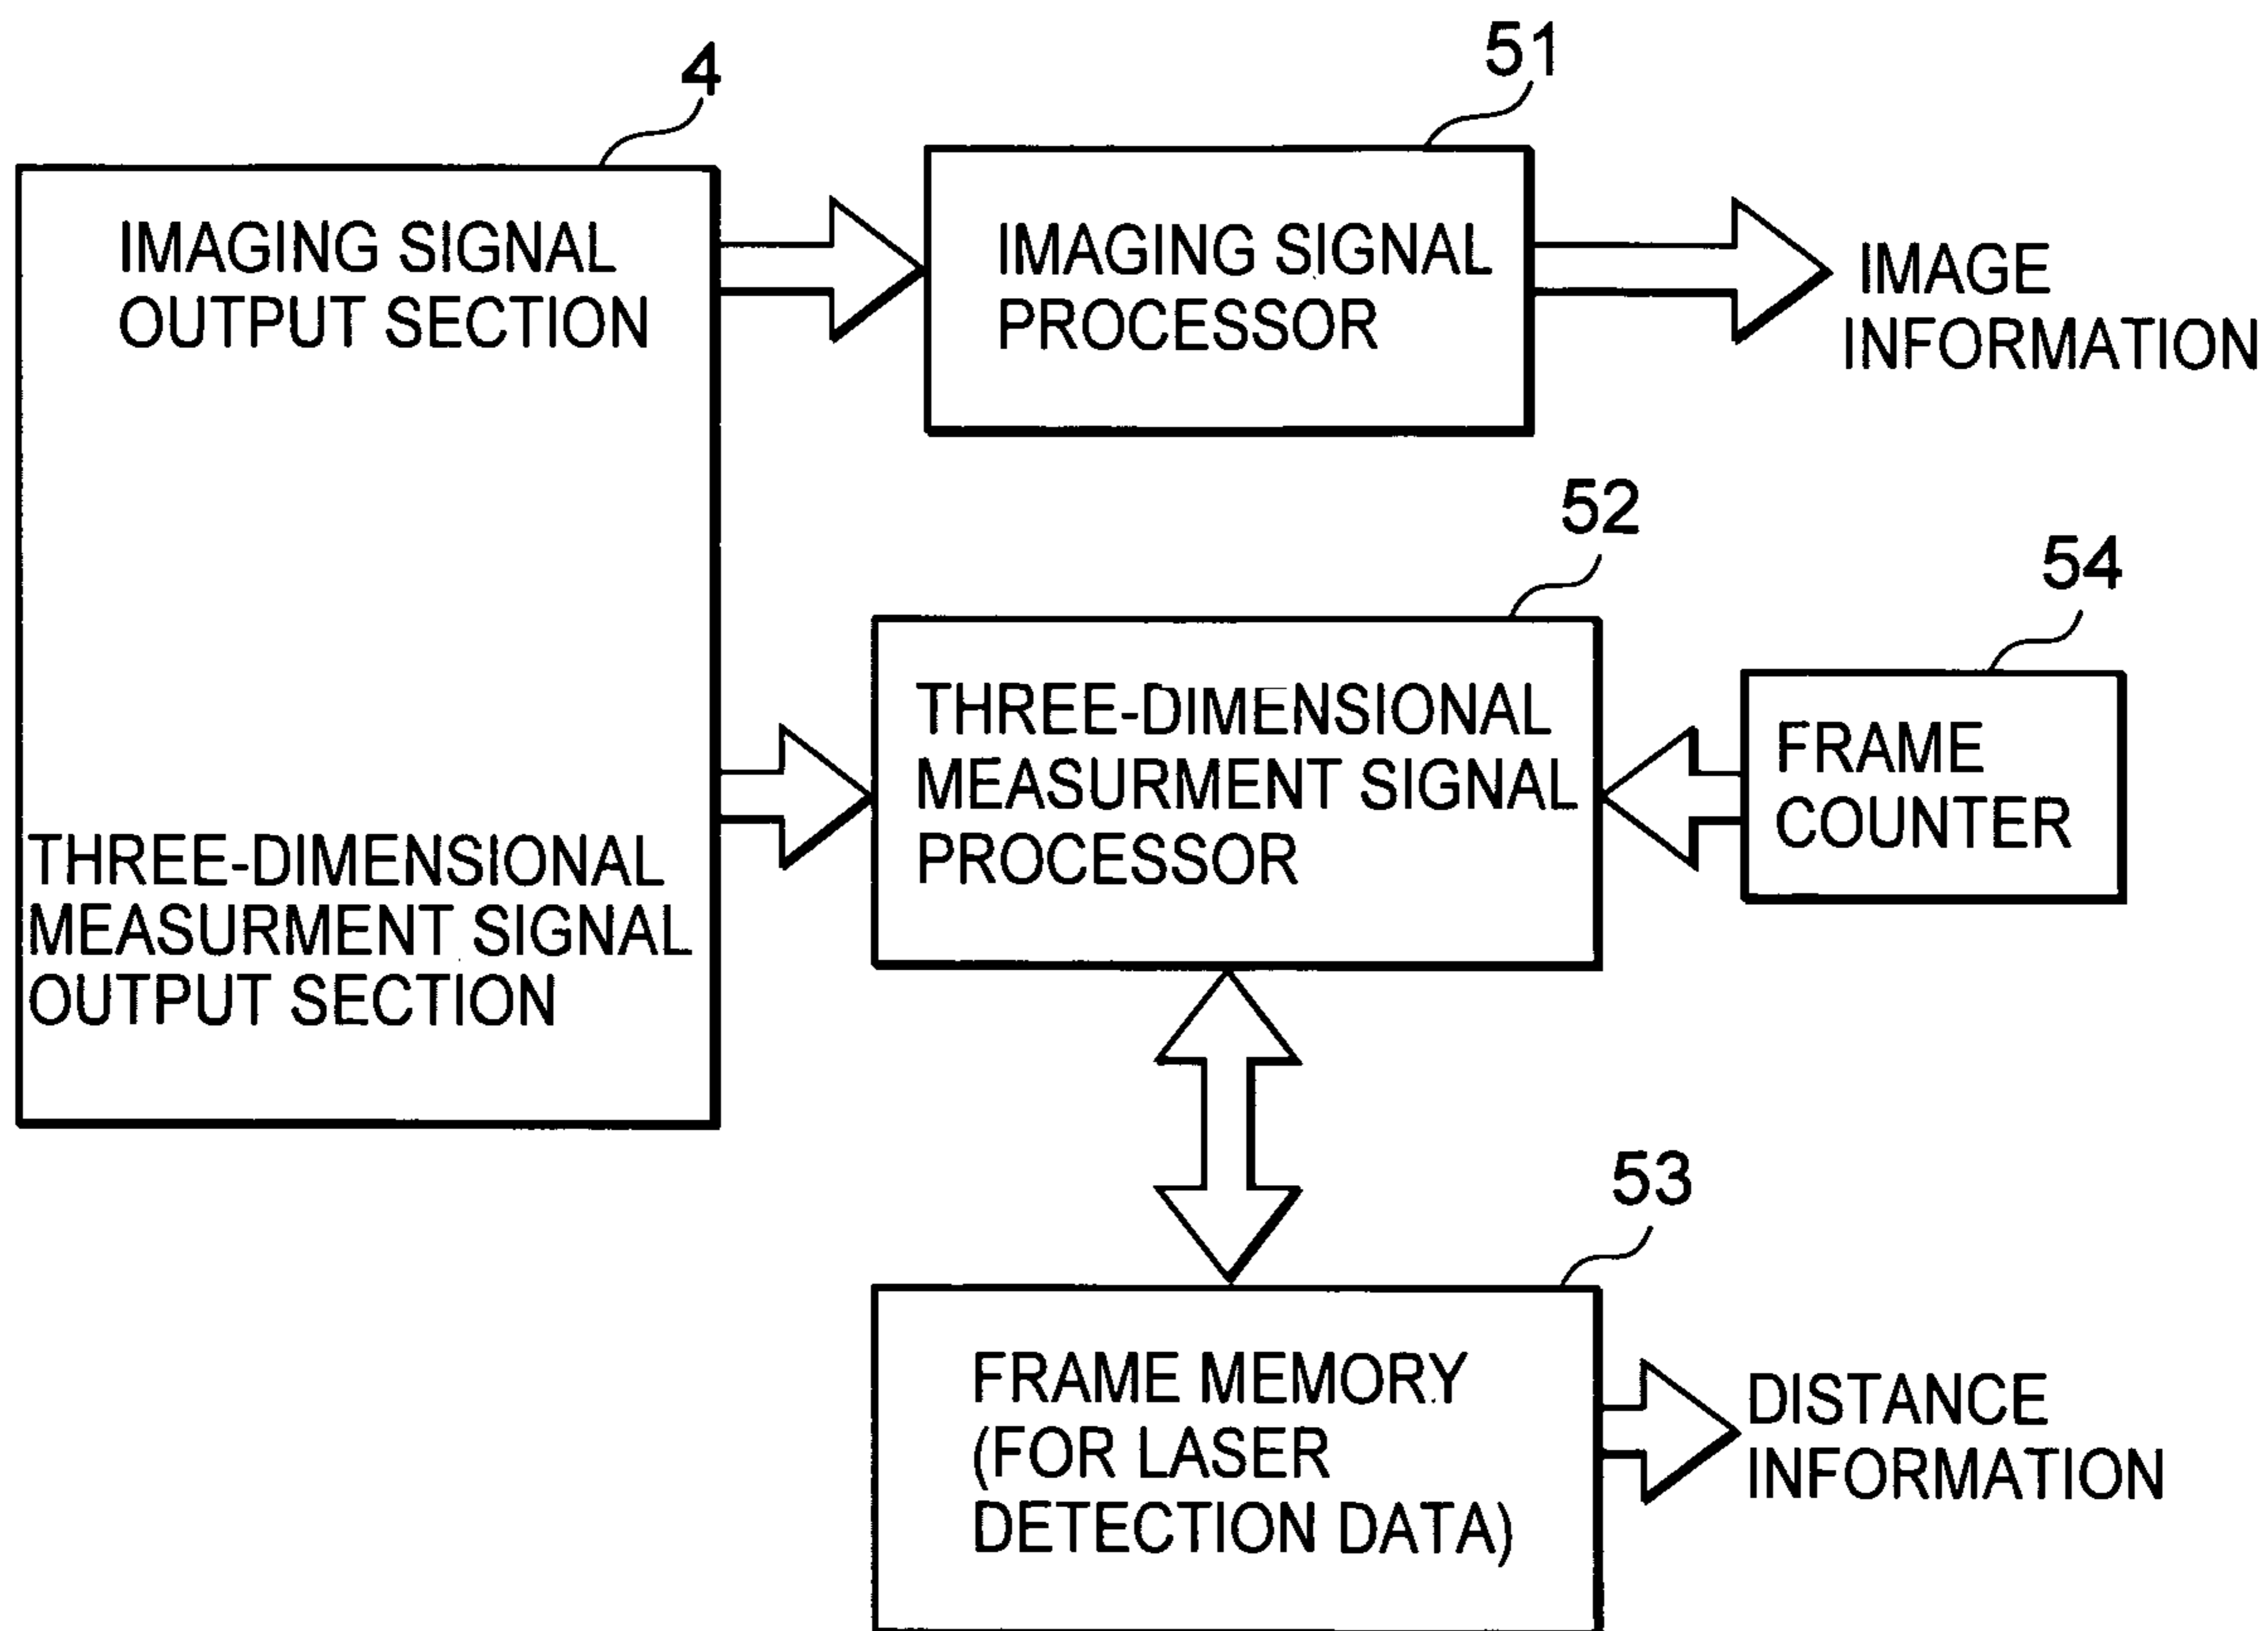 4
IMAGING SIGNAL
OUTPUT SECTION
THREE-DIMENSIONAL
MEASURMENT SIGNAL
OUTPUT SECTION
51
IMAGING SIGNAL
PROCESSOR
IMAGE
INFORMATION
52
THREE-DIMENSIONAL
MEASURMENT SIGNAL
PROCESSOR
54
FRAME
COUNTER
53
FRAME MEMORY
(FOR LASER
DETECTION DATA)
DISTANCE
INFORMATION